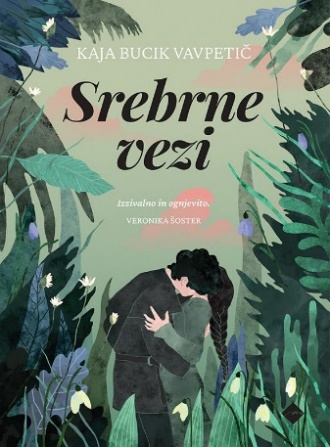 KAJA BUCIK VAVPETIČ
Srebrne
vezi
Izzivalno in ognjevito.
VERONIKA ŠOSTER